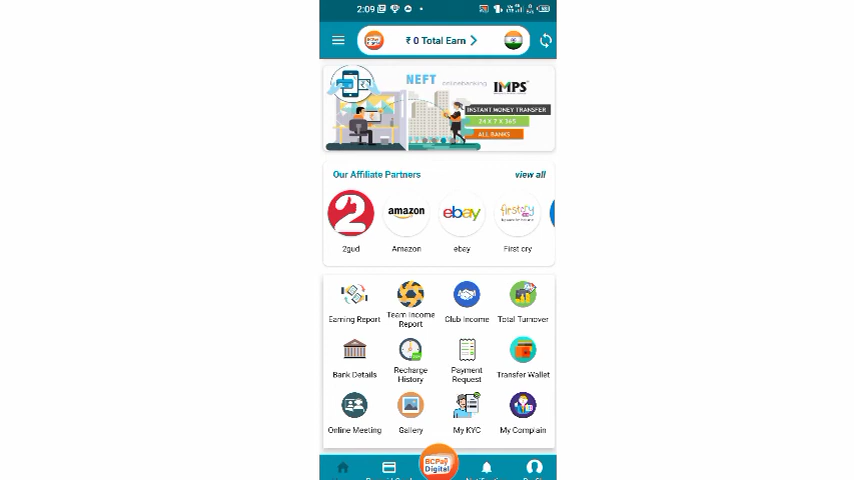 2:09
₹ 0 Total Earn
NEFT
onlinebanking
IMPS
INSTANT MONEY TRANSFER
24 X 7 X 365
ALL BANKS
Our Affiliate Partners view all
2 amazon ebay firstcry
2gud Amazon ebay First cry
Earning Report Team Income Report Club Income Total Turnover
Bank Details Recharge History Payment Request Transfer Wallet
Online Meeting Gallery My KYC My Complain
BCPay
Digital